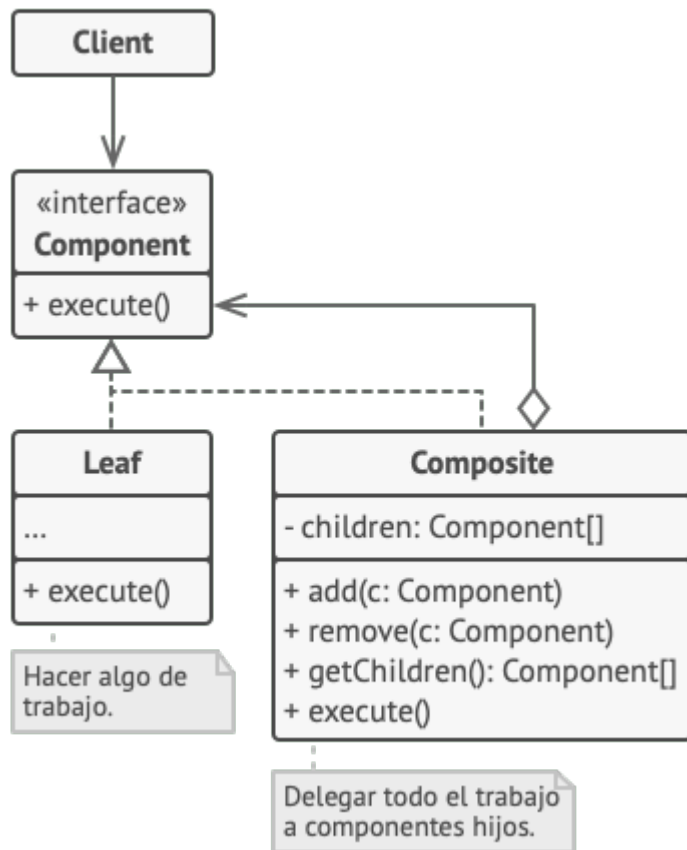 Client
«interface»
Component
+ execute()
Leaf
...
+ execute()
Hacer algo de
trabajo.
Composite
- children: Component[]
+ add(c: Component)
+ remove(c: Component)
+ getChildren(): Component[]
+ execute()
Delegar todo el trabajo
a componentes hijos.